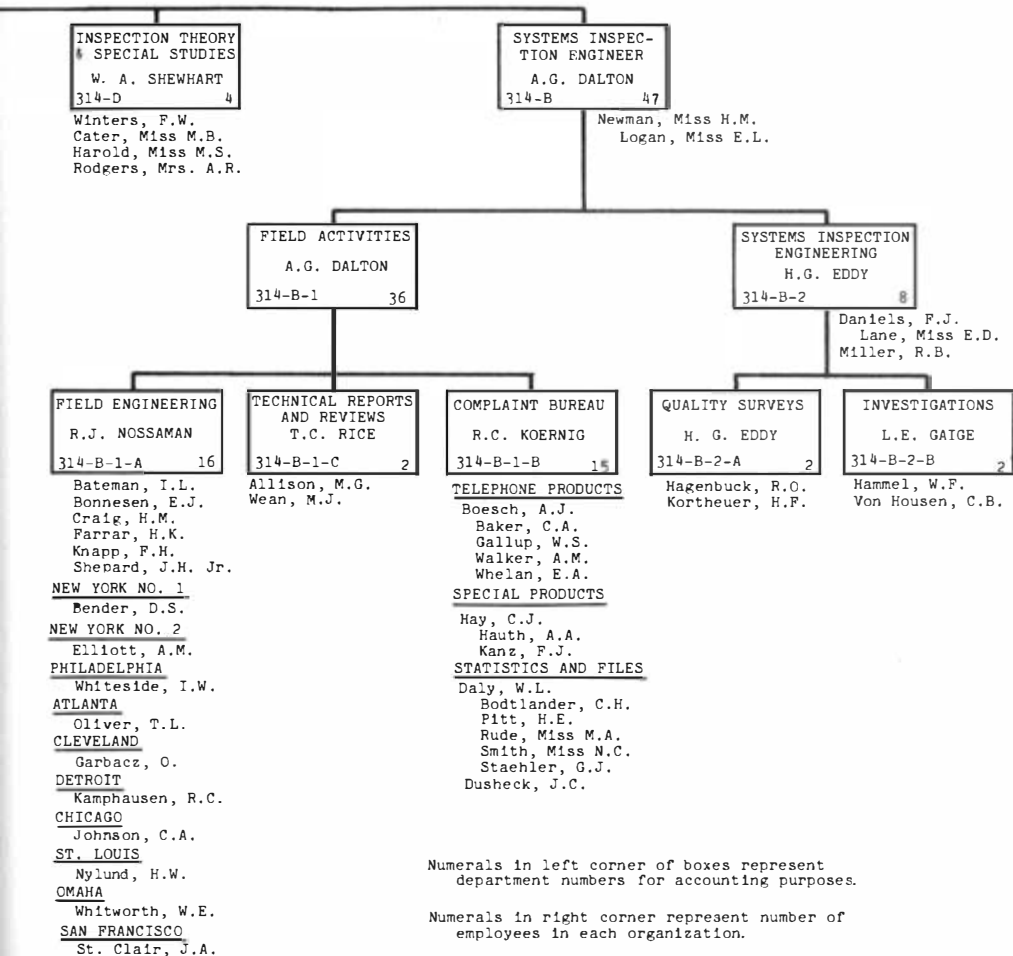 INSPECTION THEORY
& SPECIAL STUDIES
W. A. SHEWHART
314-D 4
Winters, F.W.
Cater, Miss M.B.
Harold, Miss M.S.
Rodgers, Mrs. A.R.
SYSTEMS INSPEC-
TION ENGINEER
A.G. DALTON
314-B 47
Newman, Miss H.M.
Logan, Miss E.L.
FIELD ACTIVITIES
A.G. DALTON
314-B-1 36
SYSTEMS INSPECTION
ENGINEERING
H.G. EDDY
314-B-2 8
Daniels, F.J.
Lane, Miss E.D.
Miller, R.B.
FIELD ENGINEERING
R.J. NOSSAMAN
314-B-1-A 16
Bateman, I.L.
Bonnesen, E.J.
Craig, H.M.
Farrar, H.K.
Knapp, F.H.
Shepard, J.H. Jr.
NEW YORK NO. 1
Bender, D.S.
NEW YORK NO. 2
Elliott, A.M.
PHILADELPHIA
Whiteside, I.W.
ATLANTA
Oliver, T.L.
CLEVELAND
Garbacz, O.
DETROIT
Kamphausen, R.C.
CHICAGO
Johnson, C.A.
ST. LOUIS
Nylund, H.W.
OMAHA
Whitworth, W.E.
SAN FRANCISCO
St. Clair, J.A.
TECHNICAL REPORTS
AND REVIEWS
T.C. RICE
314-B-1-C 2
Allison, M.G.
Wean, M.J.
COMPLAINT BUREAU
R.C. KOERNIG
314-B-1-B 15
TELEPHONE PRODUCTS
Boesch, A.J.
Baker, C.A.
Gallup, W.S.
Walker, A.M.
Whelan, E.A.
SPECIAL PRODUCTS
Hay, C.J.
Hauth, A.A.
Kanz, F.J.
STATISTICS AND FILES
Daly, W.L.
Bodtlander, C.H.
Pitt, H.E.
Rude, Miss M.A.
Smith, Miss N.C.
Staehler, G.J.
Dusheck, J.C.
QUALITY SURVEYS
H. G. EDDY
314-B-2-A 2
Hagenbuck, R.O.
Kortheuer, H.F.
INVESTIGATIONS
L.E. GAIGE
314-B-2-B 2
Hammel, W.F.
Von Housen, C.B.
Numerals in left corner of boxes represent
department numbers for accounting purposes.
Numerals in right corner represent number of
employees in each organization.